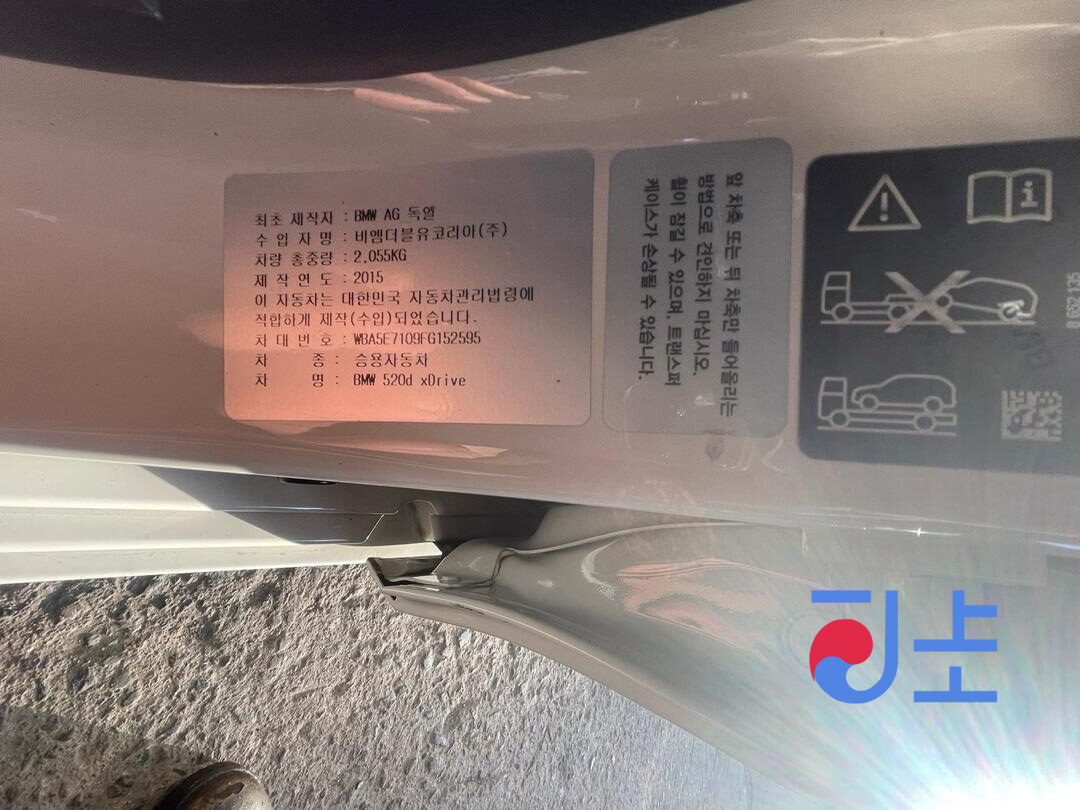 최초 제작자 : BMW AG 독일
수 입 자 명 : 비엠더블유코리아(주)
차량 총중량 : 2,055KG
제 작 연 도 : 2015
이 자동차는 대한민국 자동차관리법령에
적합하게 제작(수입)되었습니다.
차 대 번 호 : WBA5E7109FG152595
차 종 : 승용자동차
차 명 : BMW 520d xDrive
앞 차축 또는 뒤 차축만 들어올리는
방법으로 견인하지 마십시오.
휠이 잠길 수 있으며, 트랜스퍼
케이스가 손상될 수 있습니다.